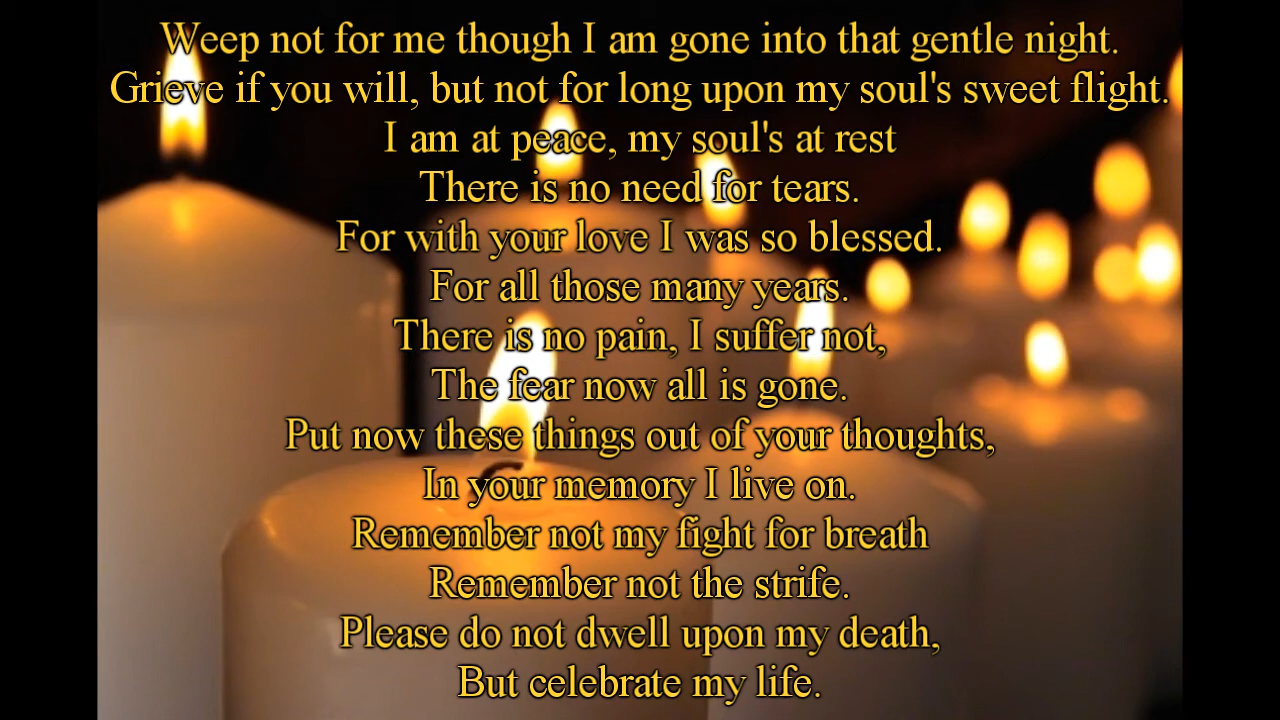 Weep not for me though I am gone into that gentle night.
Grieve if you will, but not for long upon my soul's sweet flight.
I am at peace, my soul's at rest
There is no need for tears.
For with your love I was so blessed.
For all those many years.
There is no pain, I suffer not,
The fear now all is gone.
Put now these things out of your thoughts,
In your memory I live on.
Remember not my fight for breath
Remember not the strife.
Please do not dwell upon my death,
But celebrate my life.